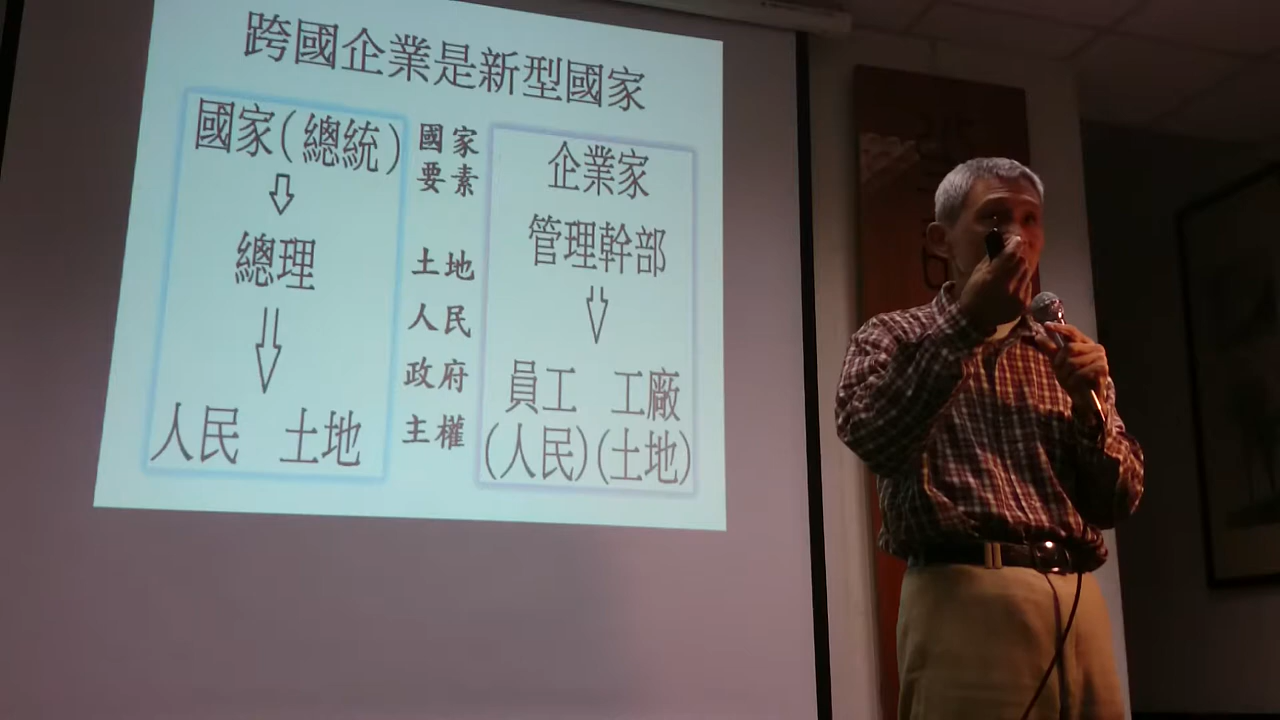 跨國企業是新型國家
國家(總統)
總理
人民 土地
國家
要素
土地
人民
政府
主權
企業家
管理幹部
員工 工廠
(人民)(土地)